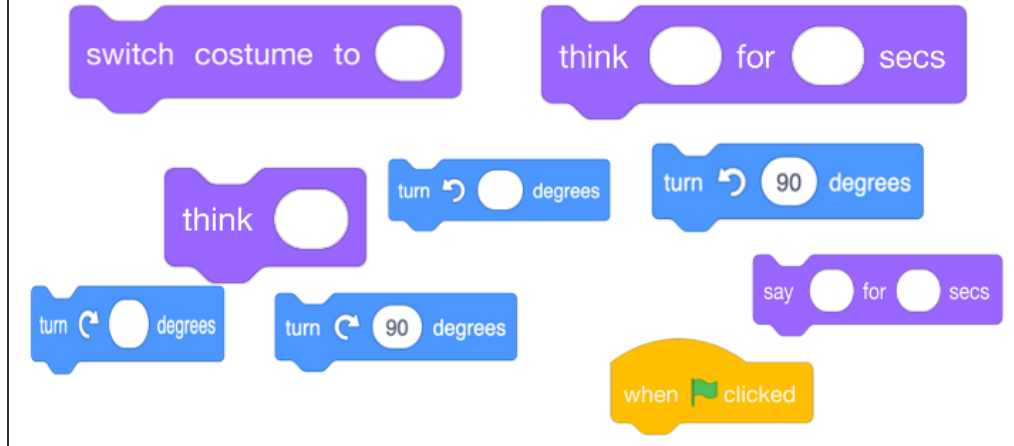 switch costume to
think for secs
turn degrees
turn 90 degrees
think
say for secs
turn degrees
turn 90 degrees
when clicked